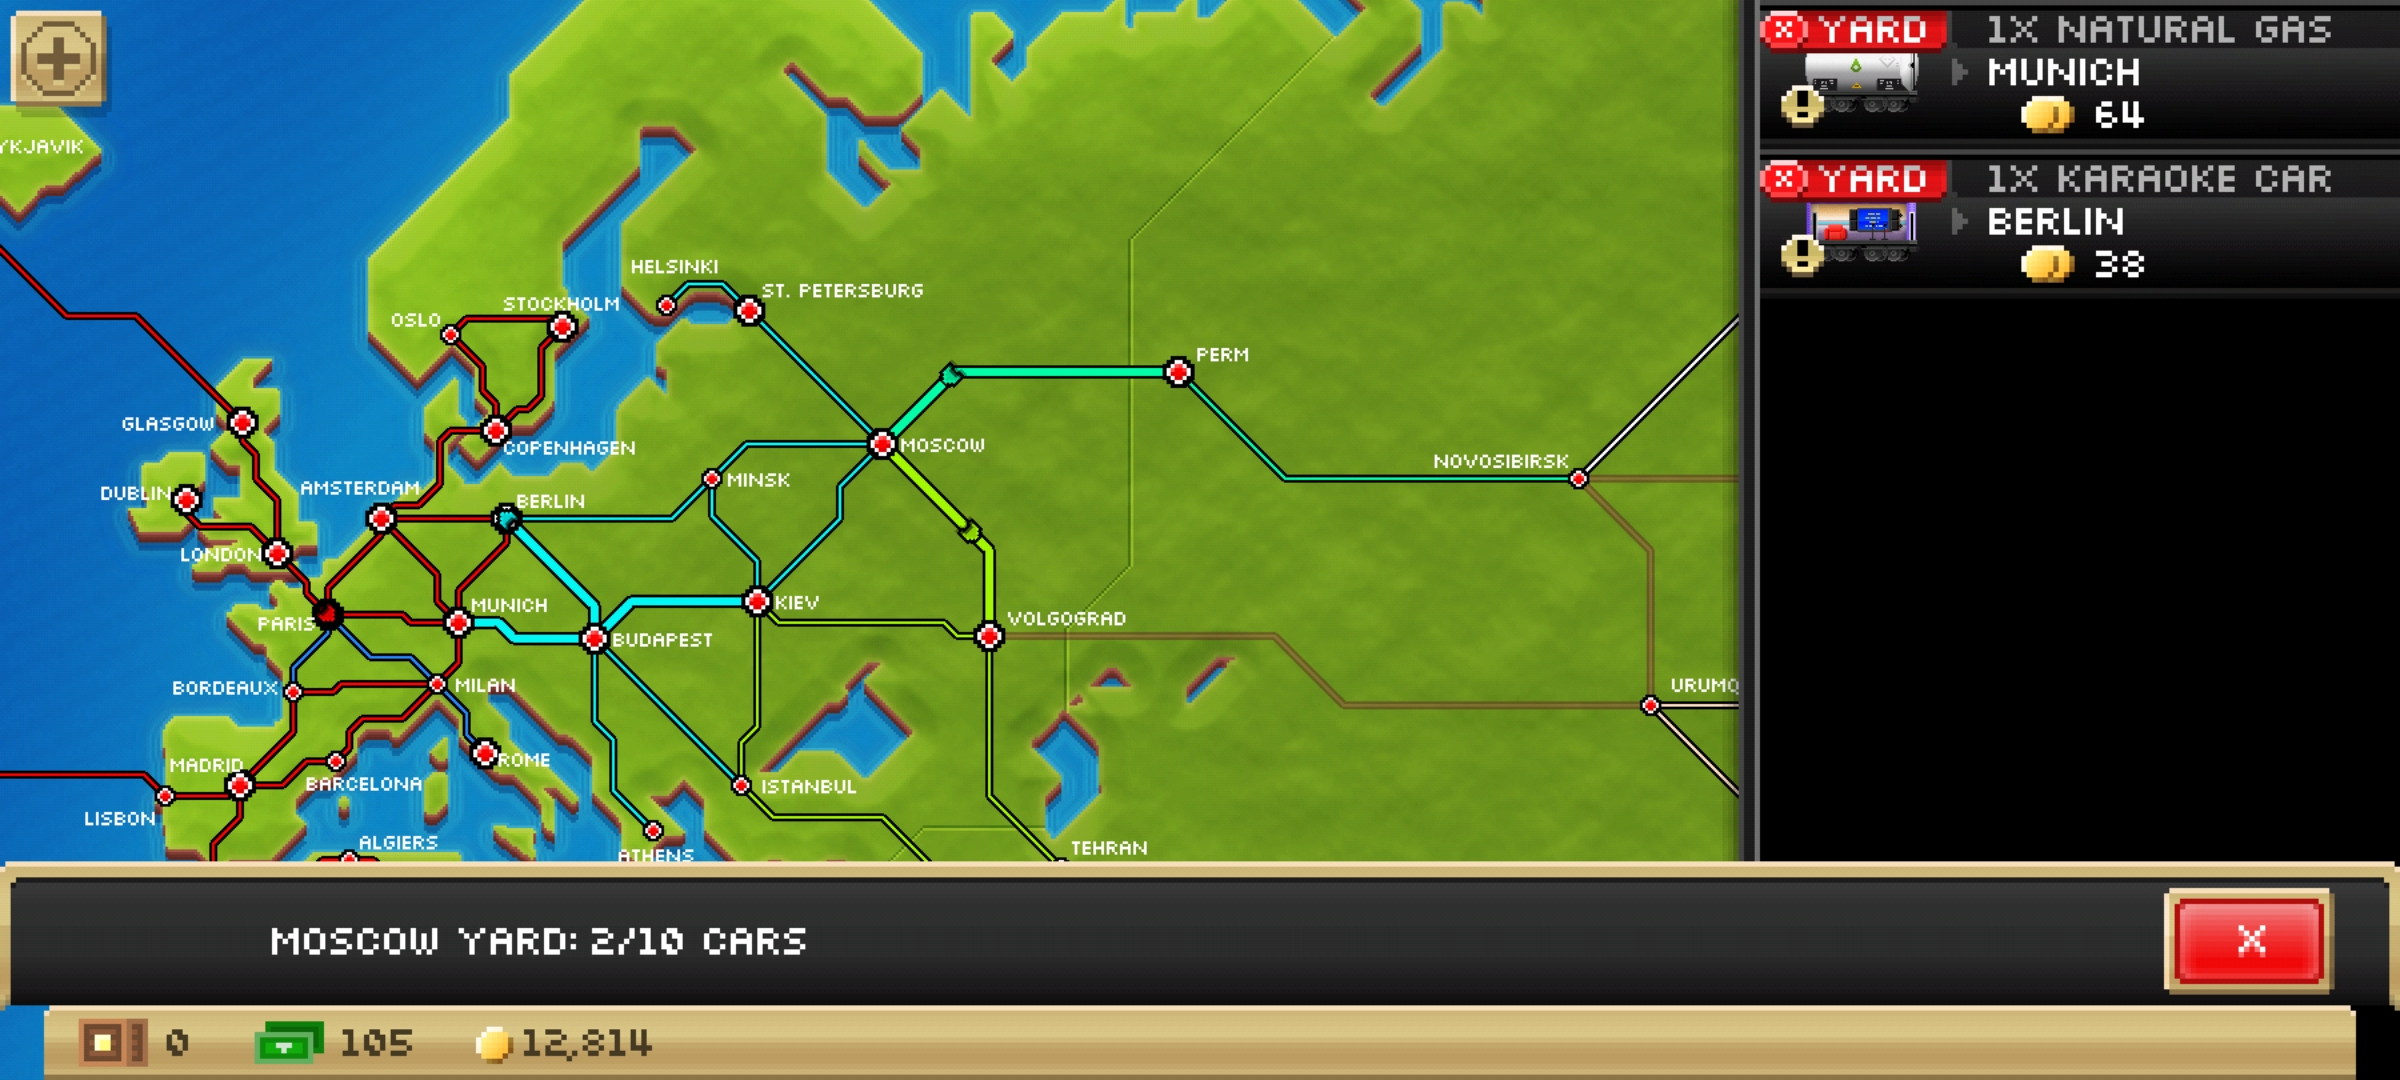 YARD
1X NATURAL GAS
MUNICH
64
YARD
1X KARAOKE CAR
BERLIN
38
YKJAVIK
HELSINKI
ST. PETERSBURG
STOCKHOLM
OSLO
PERM
GLASGOW
COPENHAGEN
MOSCOW
NOVOSIBIRSK
MINSK
DUBLIN
AMSTERDAM
BERLIN
LONDON
MUNICH
KIEV
PARIS
VOLGOGRAD
BUDAPEST
BORDEAUX
MILAN
URUMQ
ROME
MADRID
BARCELONA
ISTANBUL
LISBON
ALGIERS
ATHENS
TEHRAN
MOSCOW YARD: 2/10 CARS
X
0
105
12,814